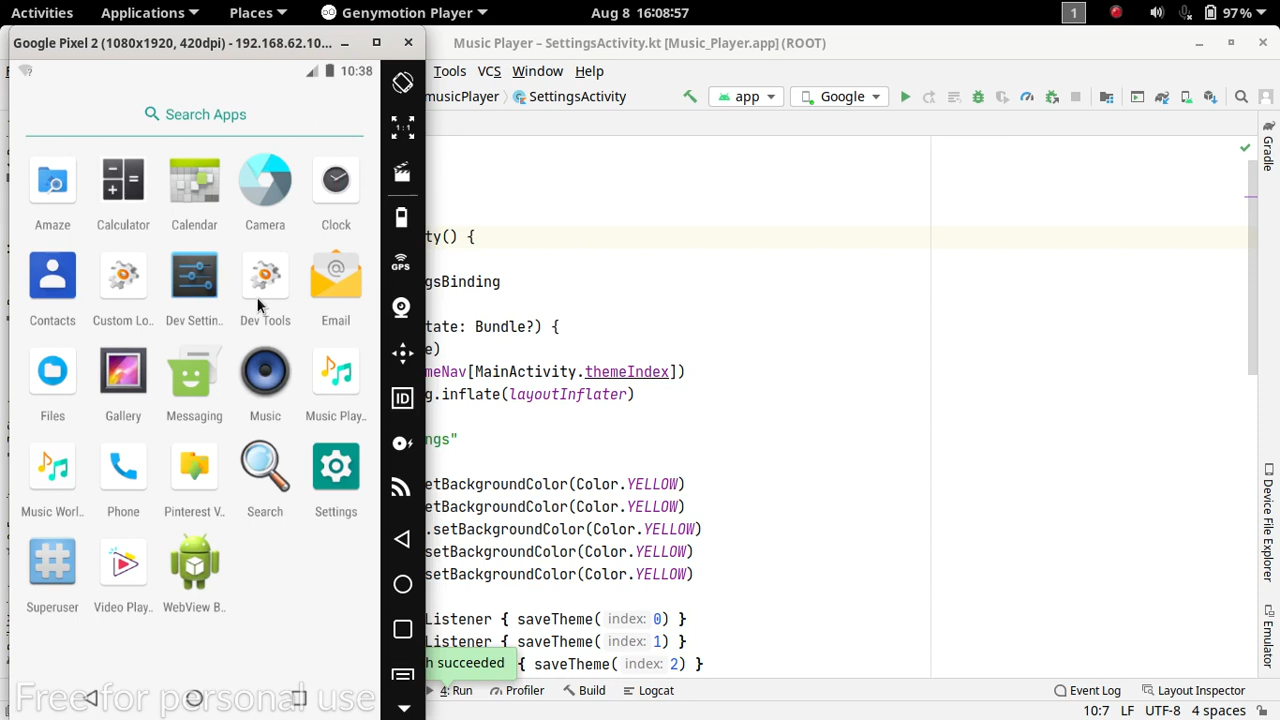 Activities Applications Places Genymotion Player Aug 8 16:08:57 1 97%
Google Pixel 2 (1080x1920, 420dpi) - 192.168.62.10...
Music Player – SettingsActivity.kt [Music_Player.app] (ROOT)
10:38
Tools VCS Window Help
musicPlayer SettingsActivity app Google
Search Apps
Amaze Calculator Calendar Camera Clock
Contacts Custom Lo.. Dev Settin.. Dev Tools Email
Files Gallery Messaging Music Music Play..
Music Worl.. Phone Pinterest V.. Search Settings
Superuser Video Play.. WebView B..
Free for personal use
1:1
GPS
ID
ty() {
gsBinding
tate: Bundle?) {
e)
meNav[MainActivity.themeIndex])
g.inflate(layoutInflater)
ngs"
etBackgroundColor(Color.YELLOW)
etBackgroundColor(Color.YELLOW)
.setBackgroundColor(Color.YELLOW)
setBackgroundColor(Color.YELLOW)
setBackgroundColor(Color.YELLOW)
Listener { saveTheme( index: 0) }
Listener { saveTheme( index: 1) }
{ saveTheme( index: 2) }
h succeeded
Gradle
Device File Explorer
Emulator
4: Run Profiler Build Logcat Event Log Layout Inspector
10:7 LF UTF-8 4 spaces